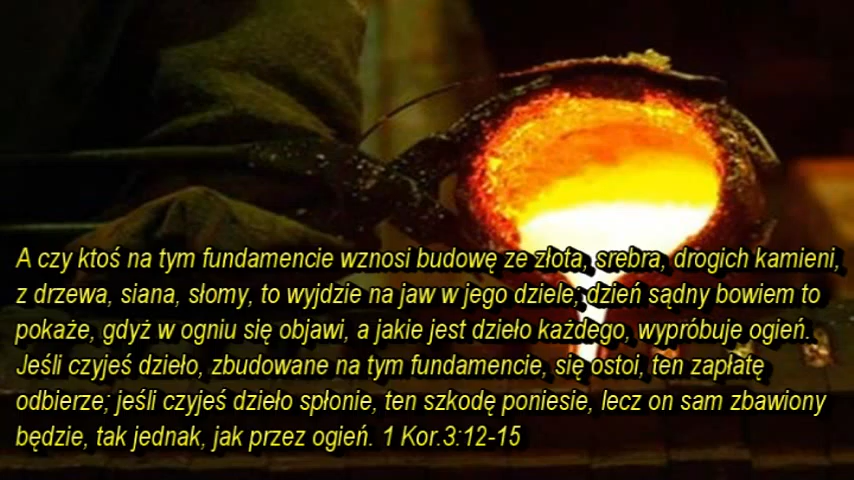 A czy ktoś na tym fundamencie wznosi budowę ze złota, srebra, drogich kamieni,
z drzewa, siana, słomy, to wyjdzie na jaw w jego dziele; dzień sądny bowiem to
pokaże, gdyż w ogniu się objawi, a jakie jest dzieło każdego, wypróbuje ogień.
Jeśli czyjeś dzieło, zbudowane na tym fundamencie, się ostoi, ten zapłatę
odbierze; jeśli czyjeś dzieło spłonie, ten szkodę poniesie, lecz on sam zbawiony
będzie, tak jednak, jak przez ogień. 1 Kor.3:12-15